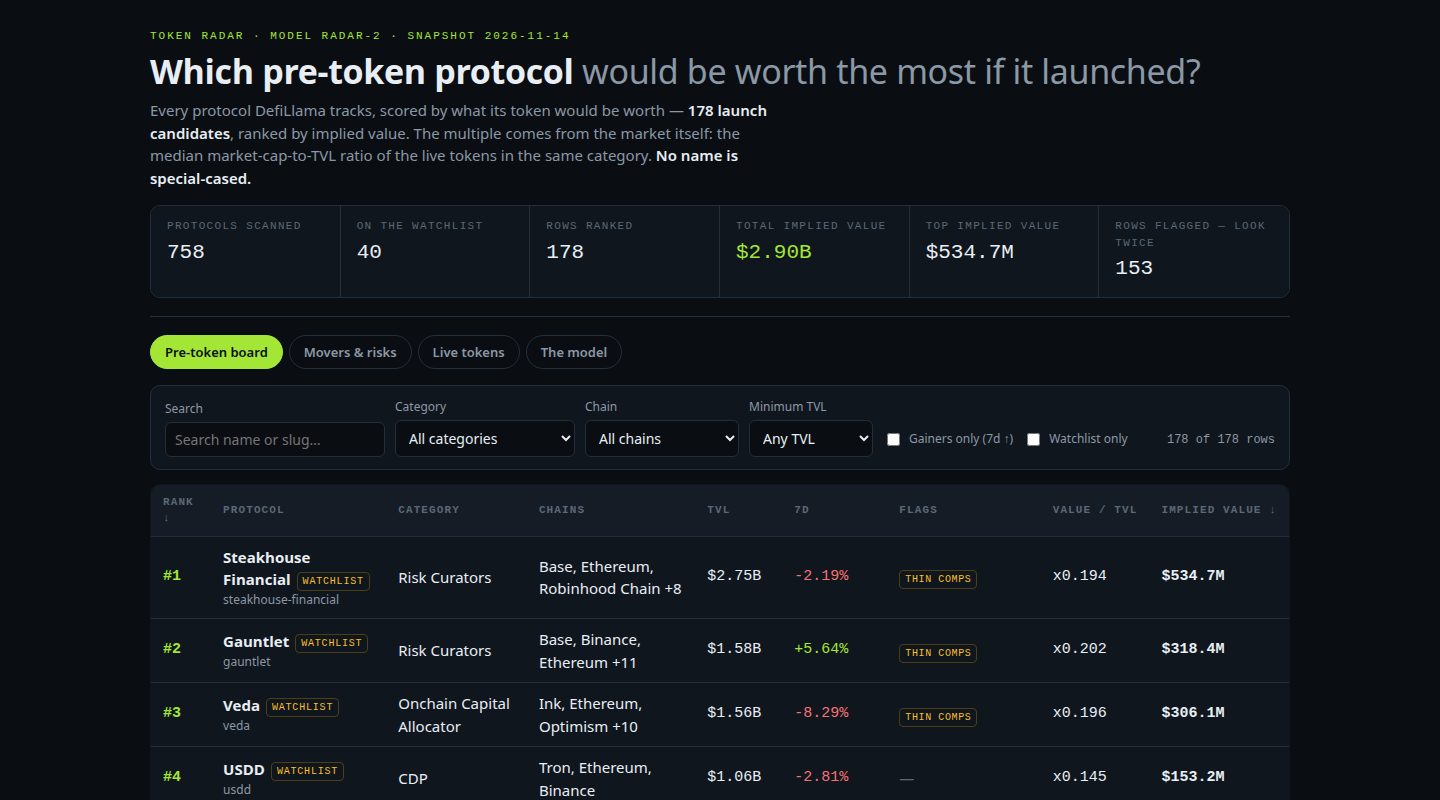 TOKEN RADAR · MODEL RADAR-2 · SNAPSHOT 2026-11-14
Which pre-token protocol would be worth the most if it launched?
Every protocol DefiLlama tracks, scored by what its token would be worth — 178 launch
candidates, ranked by implied value. The multiple comes from the market itself: the
median market-cap-to-TVL ratio of the live tokens in the same category. No name is
special-cased.
PROTOCOLS SCANNED
758
ON THE WATCHLIST
40
ROWS RANKED
178
TOTAL IMPLIED VALUE
$2.90B
TOP IMPLIED VALUE
$534.7M
ROWS FLAGGED — LOOK
TWICE
153
Pre-token board
Movers & risks
Live tokens
The model
Search
Search name or slug...
Category
All categories
Chain
All chains
Minimum TVL
Any TVL
Gainers only (7d ↑)
Watchlist only
178 of 178 rows
RANK ↓ PROTOCOL CATEGORY CHAINS TVL 7D FLAGS VALUE / TVL IMPLIED VALUE ↓
#1
Steakhouse
Financial WATCHLIST
steakhouse-financial
Risk Curators
Base, Ethereum,
Robinhood Chain +8
$2.75B
-2.19%
THIN COMPS
x0.194
$534.7M
#2
Gauntlet WATCHLIST
gauntlet
Risk Curators
Base, Binance,
Ethereum +11
$1.58B
+5.64%
THIN COMPS
x0.202
$318.4M
#3
Veda WATCHLIST
veda
Onchain Capital
Allocator
Ink, Ethereum,
Optimism +10
$1.56B
-8.29%
THIN COMPS
x0.196
$306.1M
#4
USDD WATCHLIST
usdd
CDP
Tron, Ethereum,
Binance
$1.06B
-2.81%
—
x0.145
$153.2M